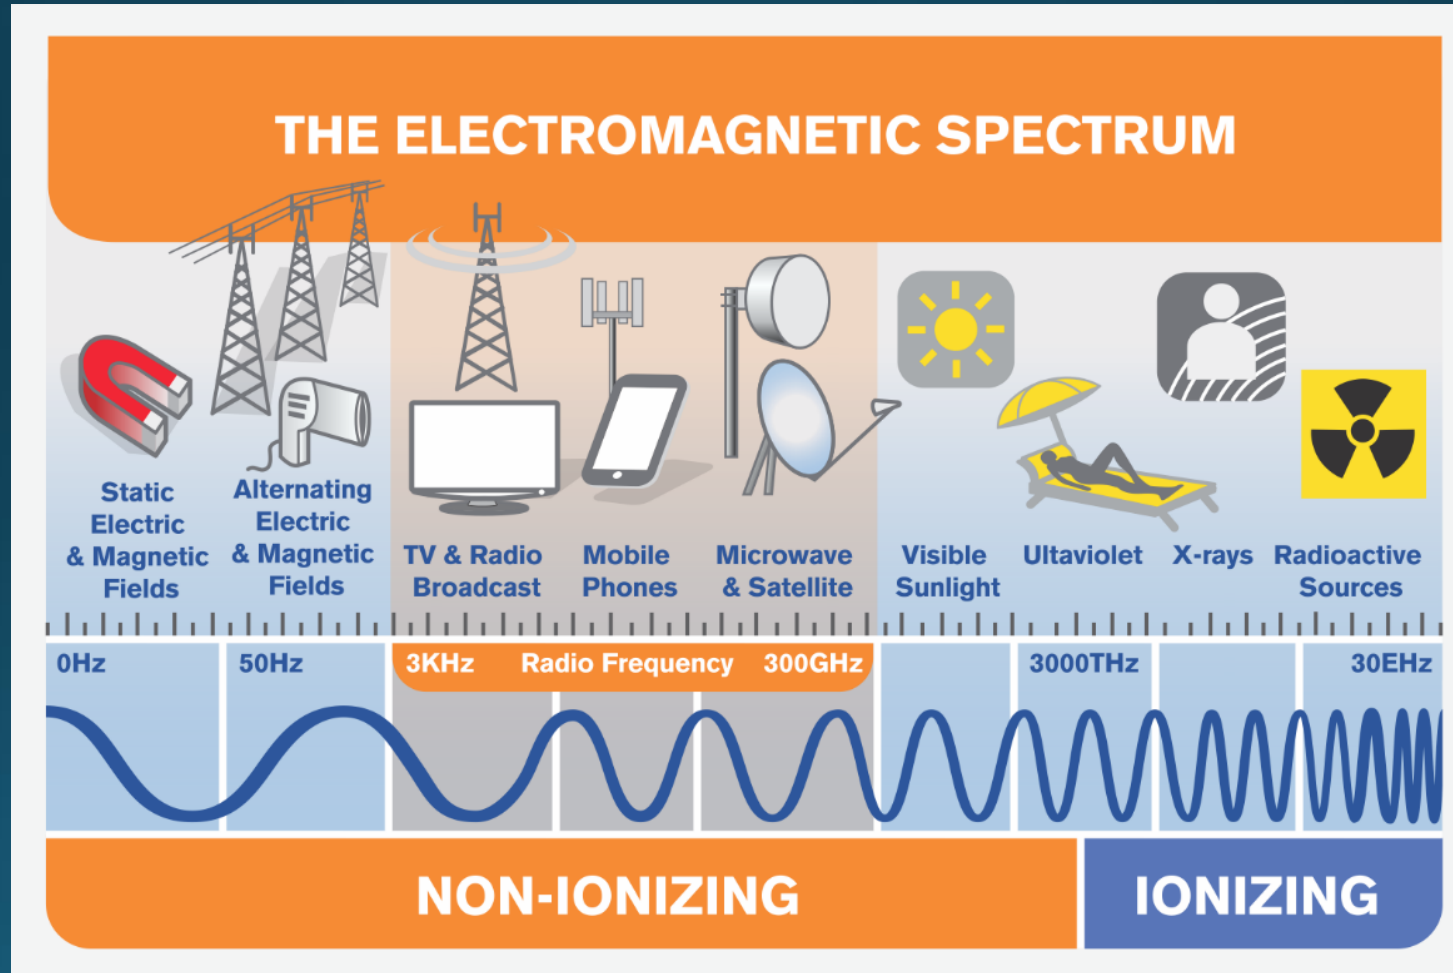 THE ELECTROMAGNETIC SPECTRUM
Static
Electric
& Magnetic
Fields
Alternating
Electric
& Magnetic
Fields
TV & Radio
Broadcast
Mobile
Phones
Microwave
& Satellite
Visible
Sunlight
Ultaviolet
X-rays
Radioactive
Sources
0Hz
50Hz
3KHz
Radio Frequency
300GHz
3000THz
30EHz
NON-IONIZING
IONIZING